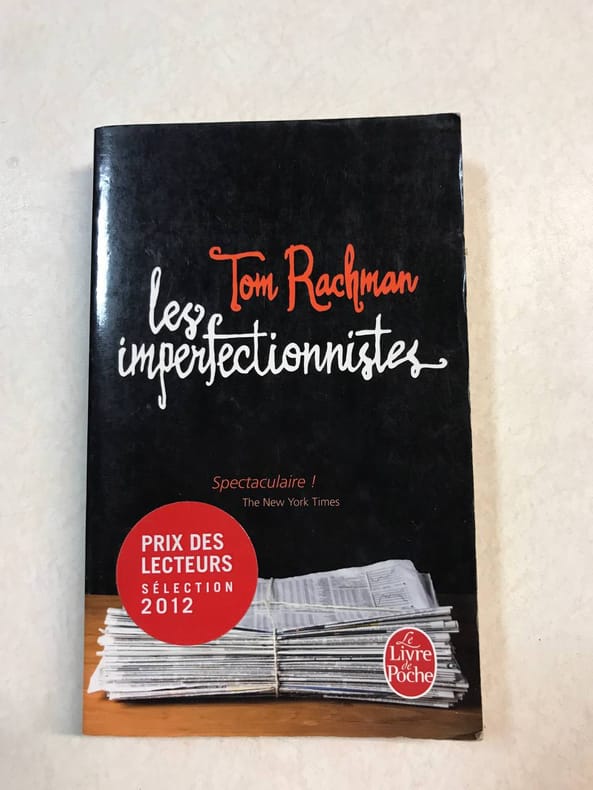 Tom Rachman
les
imperfectionnistes
Spectaculaire !
The New York Times
PRIX DES
LECTEURS
SÉLECTION
2012
Le
Livre
de
Poche